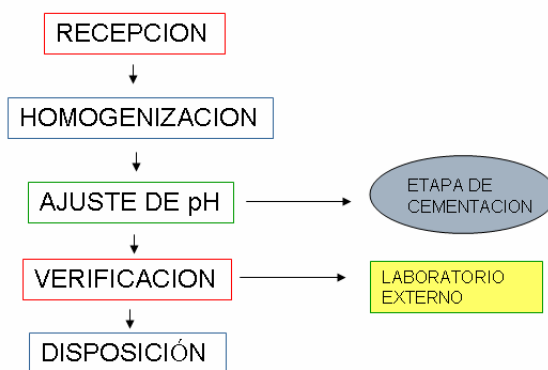 RECEPCION
HOMOGENIZACION
AJUSTE DE pH
ETAPA DE
CEMENTACION
VERIFICACION
LABORATORIO
EXTERNO
DISPOSICIÓN